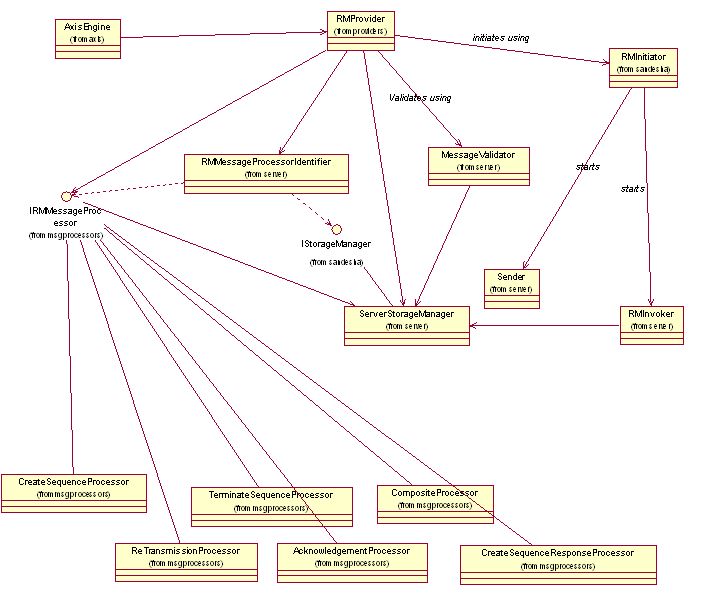 RMProvider
(from providers)
AxisEngine
(from axis)
initiates using
RMInitiator
(from sandesha)
Validates using
RMMessageProcessorIdentifier
(from server)
MessageValidator
(from server)
starts
starts
IRMMessageProc
essor
(from msgprocessors)
IStorageManager
(from sandesha)
Sender
(from server)
ServerStorageManager
(from server)
RMInvoker
(from server)
CreateSequenceProcessor
(from msgprocessors)
TerminateSequenceProcessor
(from msgprocessors)
CompositeProcessor
(from msgprocessors)
ReTransmissionProcessor
(from msgprocessors)
AcknowledgementProcessor
(from msgprocessors)
CreateSequenceResponseProcessor
(from msgprocessors)